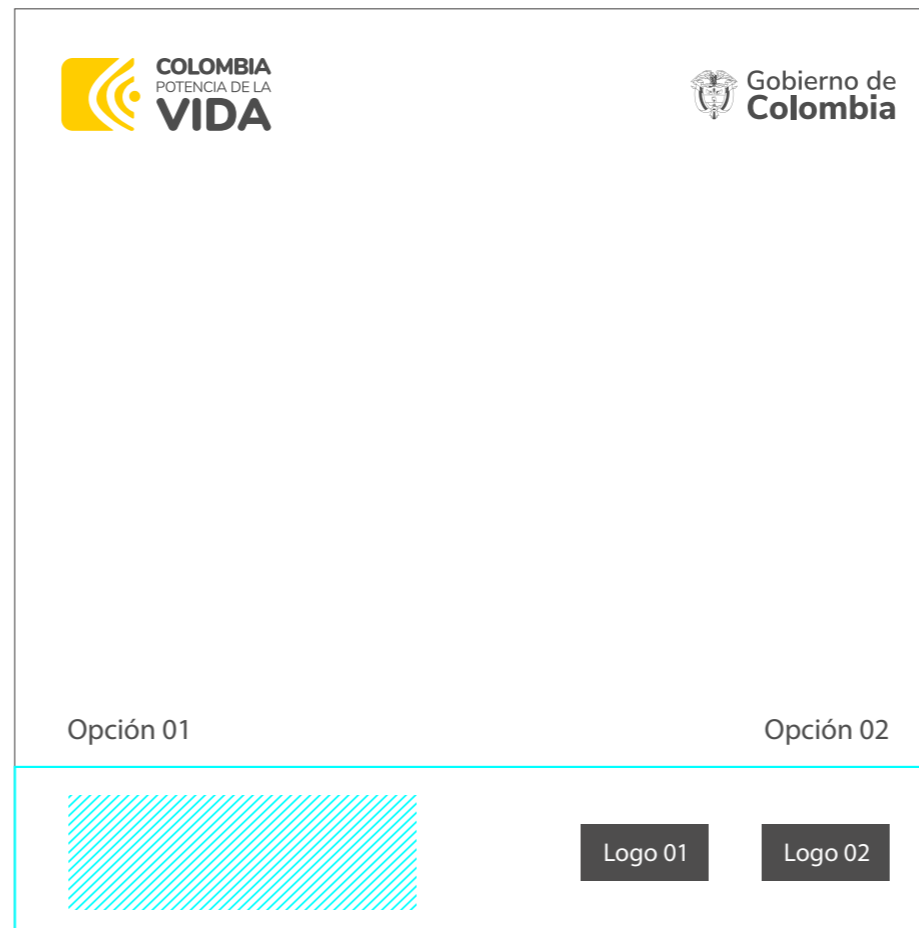 COLOMBIA
POTENCIA DE LA
VIDA
Gobierno de
Colombia
Opción 01
Opción 02
Logo 01
Logo 02